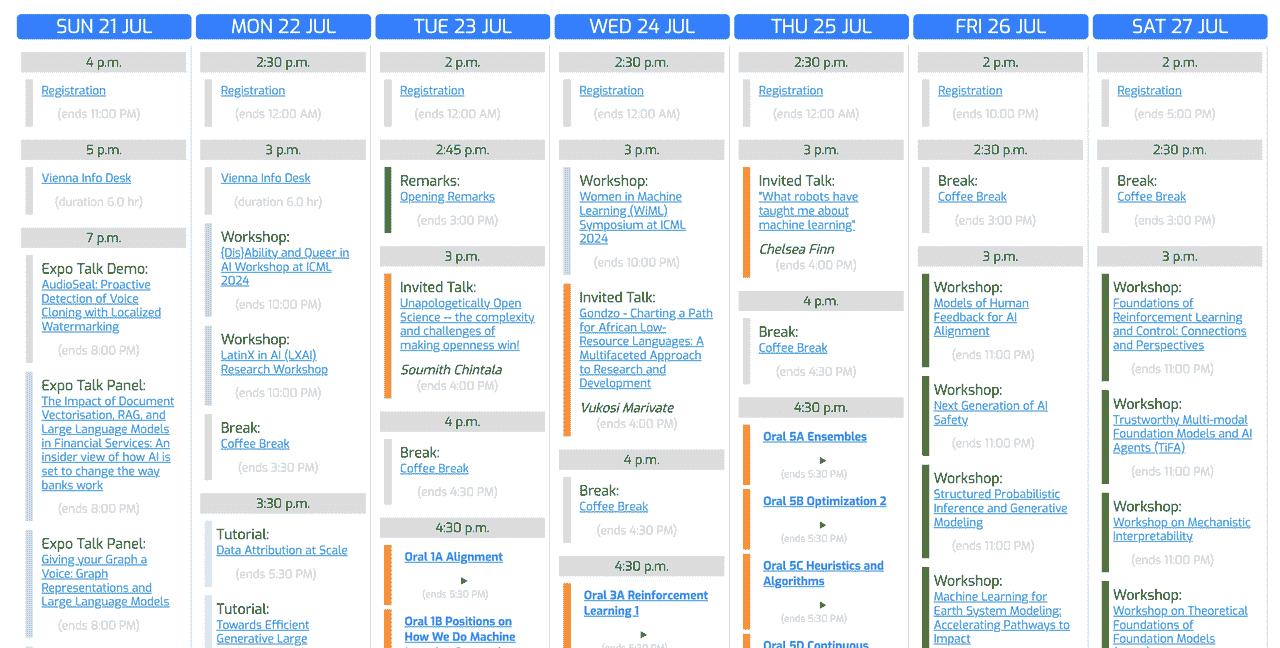 SUN 21 JUL
4 p.m.
Registration
(ends 11:00 PM)
5 p.m.
Vienna Info Desk
(duration 6.0 hr)
7 p.m.
Expo Talk Demo:
AudioSeal: Proactive
Detection of Voice
Cloning with Localized
Watermarking
(ends 8:00 PM)
Expo Talk Panel:
The Impact of Document
Vectorisation, RAG, and
Large Language Models
in Financial Services: An
insider view of how AI is
set to change the way
banks work
(ends 8:00 PM)
Expo Talk Panel:
Giving your Graph a
Voice: Graph
Representations and
Large Language Models
(ends 8:00 PM)
MON 22 JUL
2:30 p.m.
Registration
(ends 12:00 AM)
3 p.m.
Vienna Info Desk
(duration 6.0 hr)
Workshop:
{Dis}Ability and Queer in
AI Workshop at ICML
2024
(ends 10:00 PM)
Workshop:
LatinX in AI (LXAI)
Research Workshop
(ends 10:00 PM)
Break:
Coffee Break
(ends 3:30 PM)
3:30 p.m.
Tutorial:
Data Attribution at Scale
(ends 5:30 PM)
Tutorial:
Towards Efficient
Generative Large
TUE 23 JUL
2 p.m.
Registration
(ends 12:00 AM)
2:45 p.m.
Remarks:
Opening Remarks
(ends 3:00 PM)
3 p.m.
Invited Talk:
Unapologetically Open
Science -- the complexity
and challenges of
making openness win!
Soumith Chintala
(ends 4:00 PM)
4 p.m.
Break:
Coffee Break
(ends 4:30 PM)
4:30 p.m.
Oral 1A Alignment
(ends 5:30 PM)
Oral 1B Positions on
How We Do Machine
WED 24 JUL
2:30 p.m.
Registration
(ends 12:00 AM)
3 p.m.
Workshop:
Women in Machine
Learning (WiML)
Symposium at ICML
2024
(ends 10:00 PM)
Invited Talk:
Gondzo - Charting a Path
for African Low-
Resource Languages: A
Multifaceted Approach
to Research and
Development
Vukosi Marivate
(ends 4:00 PM)
4 p.m.
Break:
Coffee Break
(ends 4:30 PM)
4:30 p.m.
Oral 3A Reinforcement
Learning 1
THU 25 JUL
2:30 p.m.
Registration
(ends 12:00 AM)
3 p.m.
Invited Talk:
"What robots have
taught me about
machine learning"
Chelsea Finn
(ends 4:00 PM)
4 p.m.
Break:
Coffee Break
(ends 4:30 PM)
4:30 p.m.
Oral 5A Ensembles
(ends 5:30 PM)
Oral 5B Optimization 2
(ends 5:30 PM)
Oral 5C Heuristics and
Algorithms
(ends 5:30 PM)
Oral 5D Continuous
FRI 26 JUL
2 p.m.
Registration
(ends 10:00 PM)
2:30 p.m.
Break:
Coffee Break
(ends 3:00 PM)
3 p.m.
Workshop:
Models of Human
Feedback for AI
Alignment
(ends 11:00 PM)
Workshop:
Next Generation of AI
Safety
(ends 11:00 PM)
Workshop:
Structured Probabilistic
Inference and Generative
Modeling
(ends 11:00 PM)
Workshop:
Machine Learning for
Earth System Modeling:
Accelerating Pathways to
Impact
SAT 27 JUL
2 p.m.
Registration
(ends 5:00 PM)
2:30 p.m.
Break:
Coffee Break
(ends 3:00 PM)
3 p.m.
Workshop:
Foundations of
Reinforcement Learning
and Control: Connections
and Perspectives
(ends 11:00 PM)
Workshop:
Trustworthy Multi-modal
Foundation Models and AI
Agents (TiFA)
(ends 11:00 PM)
Workshop:
Workshop on Mechanistic
Interpretability
(ends 11:00 PM)
Workshop:
Workshop on Theoretical
Foundations of
Foundation Models